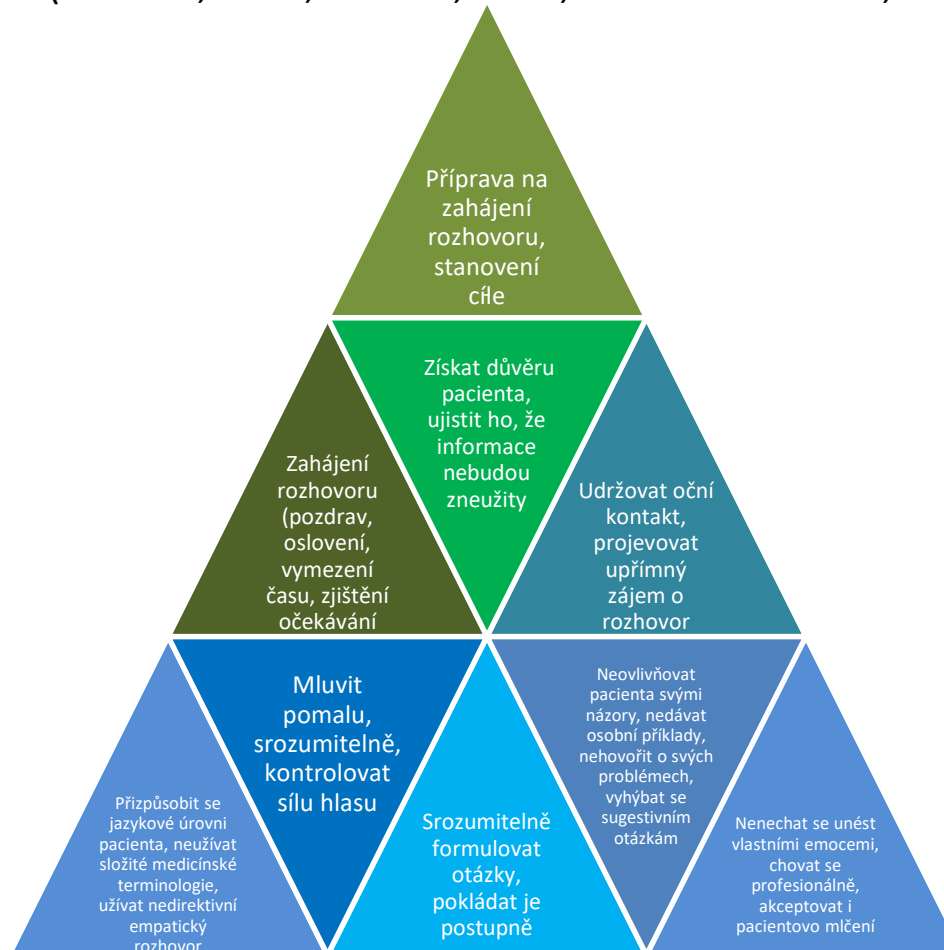 Příprava na
zahájení
rozhovoru,
stanovení
cíle
Získat důvěru
pacienta,
ujistit ho, že
informace
nebudou
zneužity
Zahájení
rozhovoru
(pozdrav,
oslovení,
vymezení
času, zjištění
očekávání
Udržovat oční
kontakt,
projevovat
upřímný
zájem o
rozhovor
Mluvit
pomalu,
srozumitelně,
kontrolovat
sílu hlasu
Neovlivňovat
pacienta svými
názory, nedávat
osobní příklady,
nehovořit o svých
problémech,
vyhýbat se
sugestivním
otázkám
Přizpůsobit se
jazykové úrovni
pacienta, neužívat
složité medicínské
terminologie,
užívat nedirektivní
empatický
rozhovor
Srozumitelně
formulovat
otázky,
pokládat je
postupně
Nenechat se unést
vlastními emocemi,
chovat se
profesionálně,
akceptovat i
pacientovo mlčení